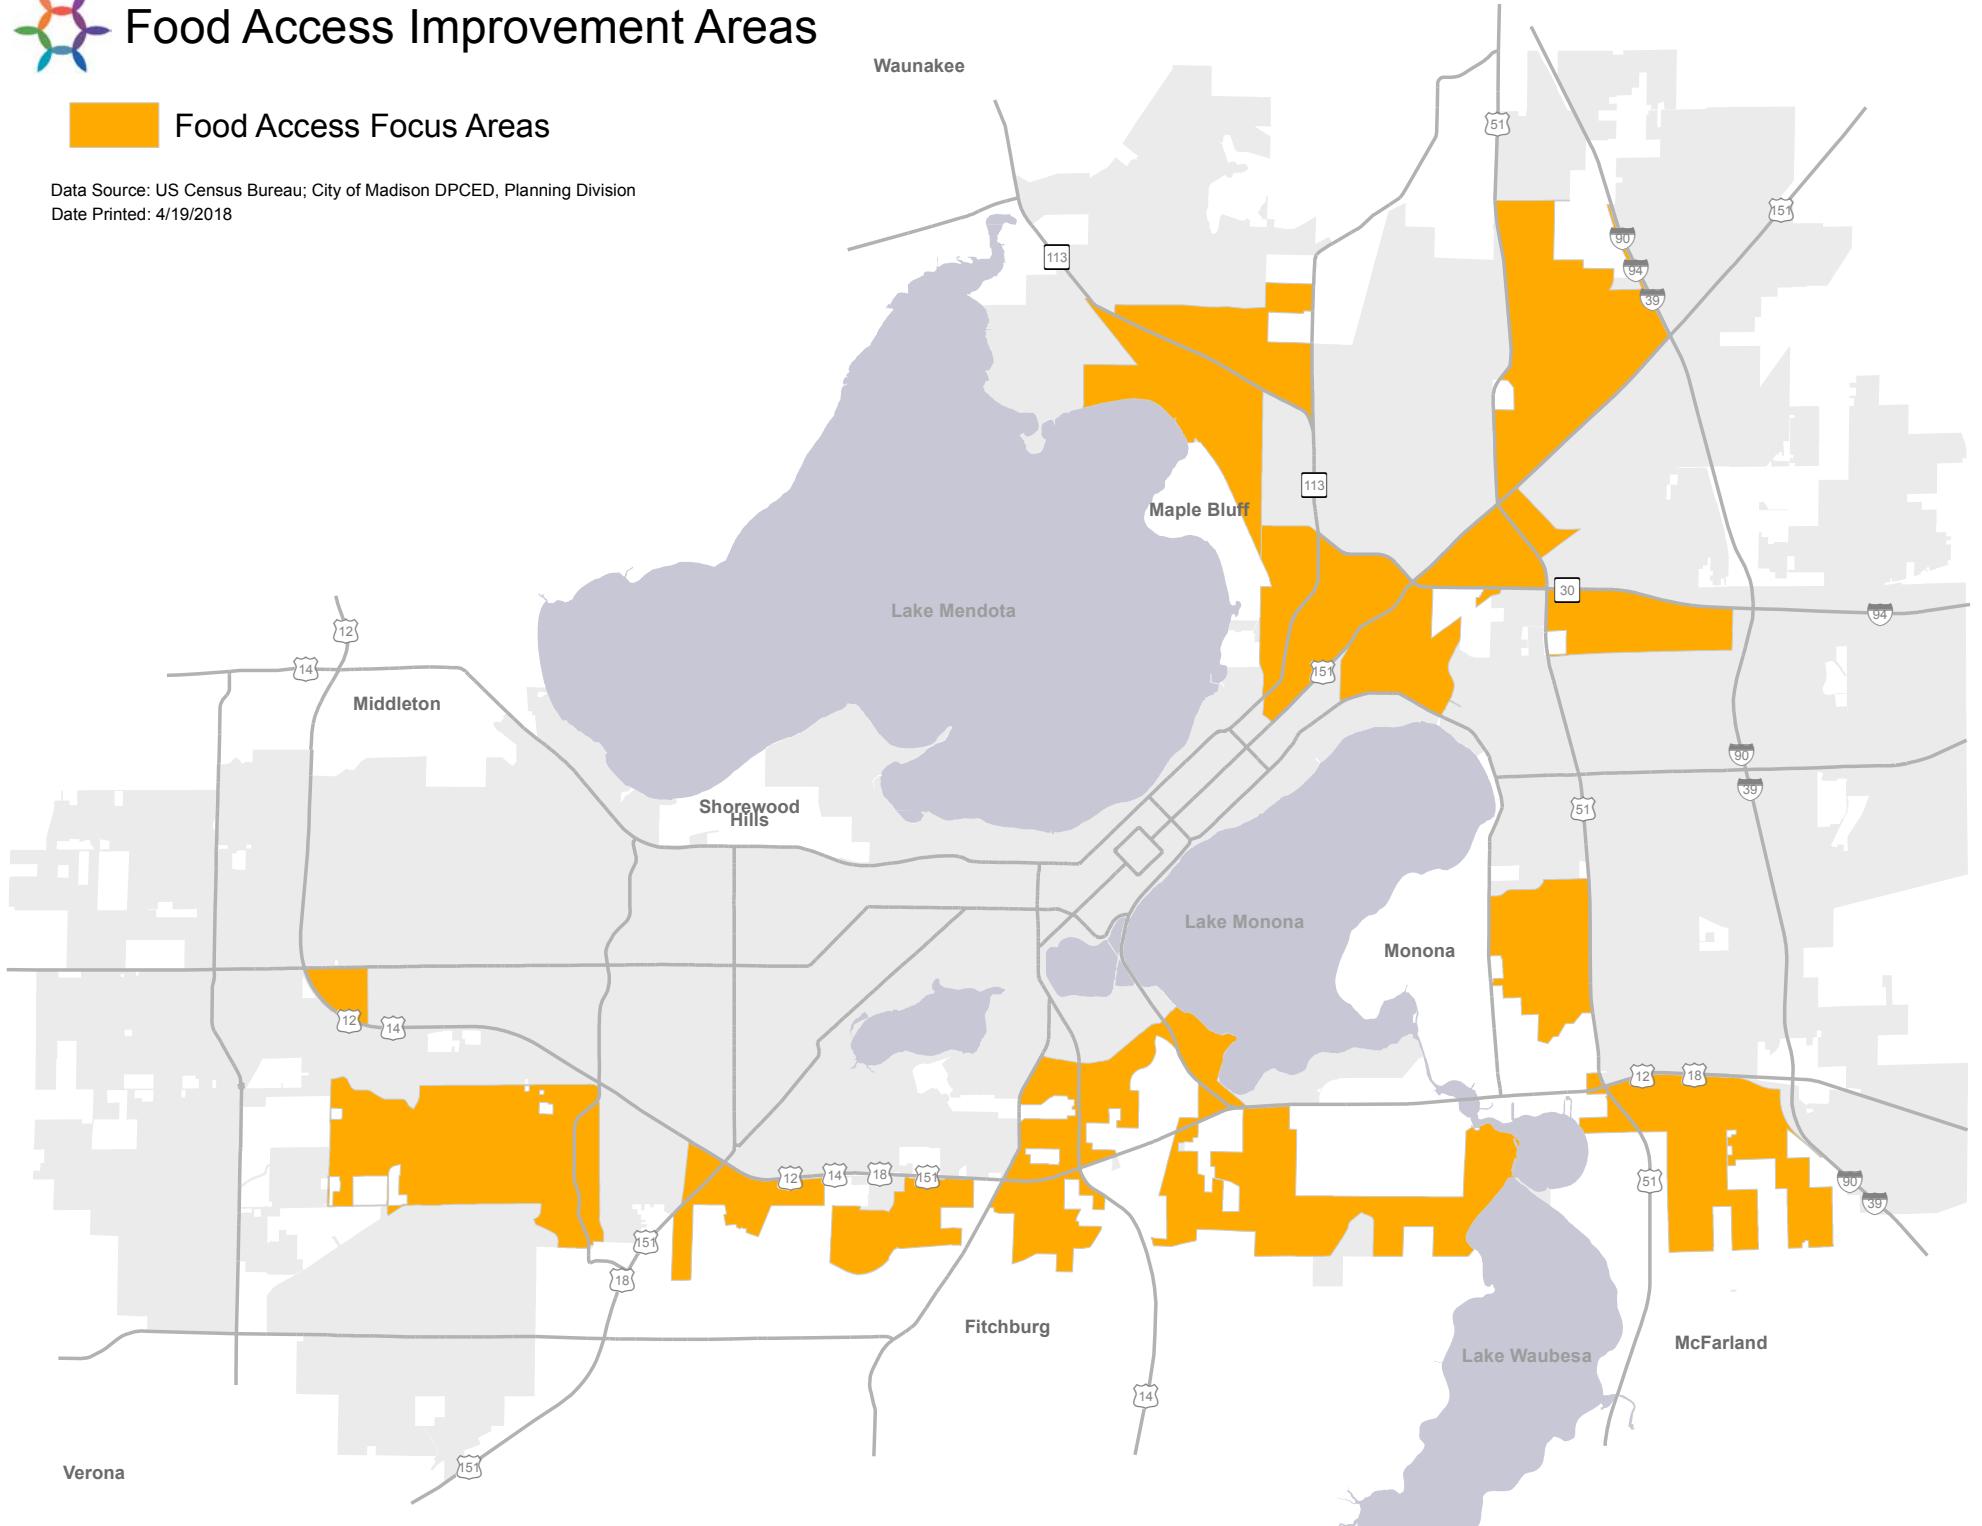 Food Access Improvement Areas
Waunakee
Food Access Focus Areas
51
Data Source: US Census Bureau; City of Madison DPCED, Planning Division
Date Printed: 4/19/2018
151
90
113
94
39
113
Maple Bluff
30
Lake Mendota
94
12
14
151
Middleton
90
39
Shorewood
Hills
51
Lake Monona
Monona
12
14
12
18
12
14
18
151
51
90
39
151
18
Fitchburg
McFarland
Lake Waubesa
14
Verona
151